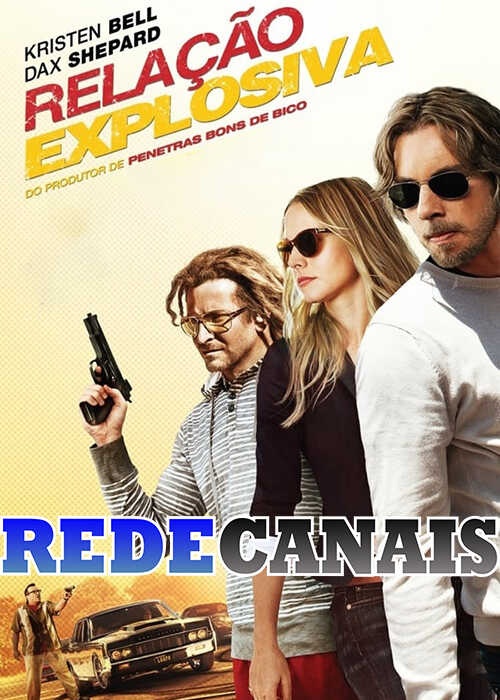 KRISTEN BELL
DAX SHEPARD
RELAÇÃO
EXPLOSIVA
DO PRODUTOR DE PENETRAS BONS DE BICO
REDECANAIS